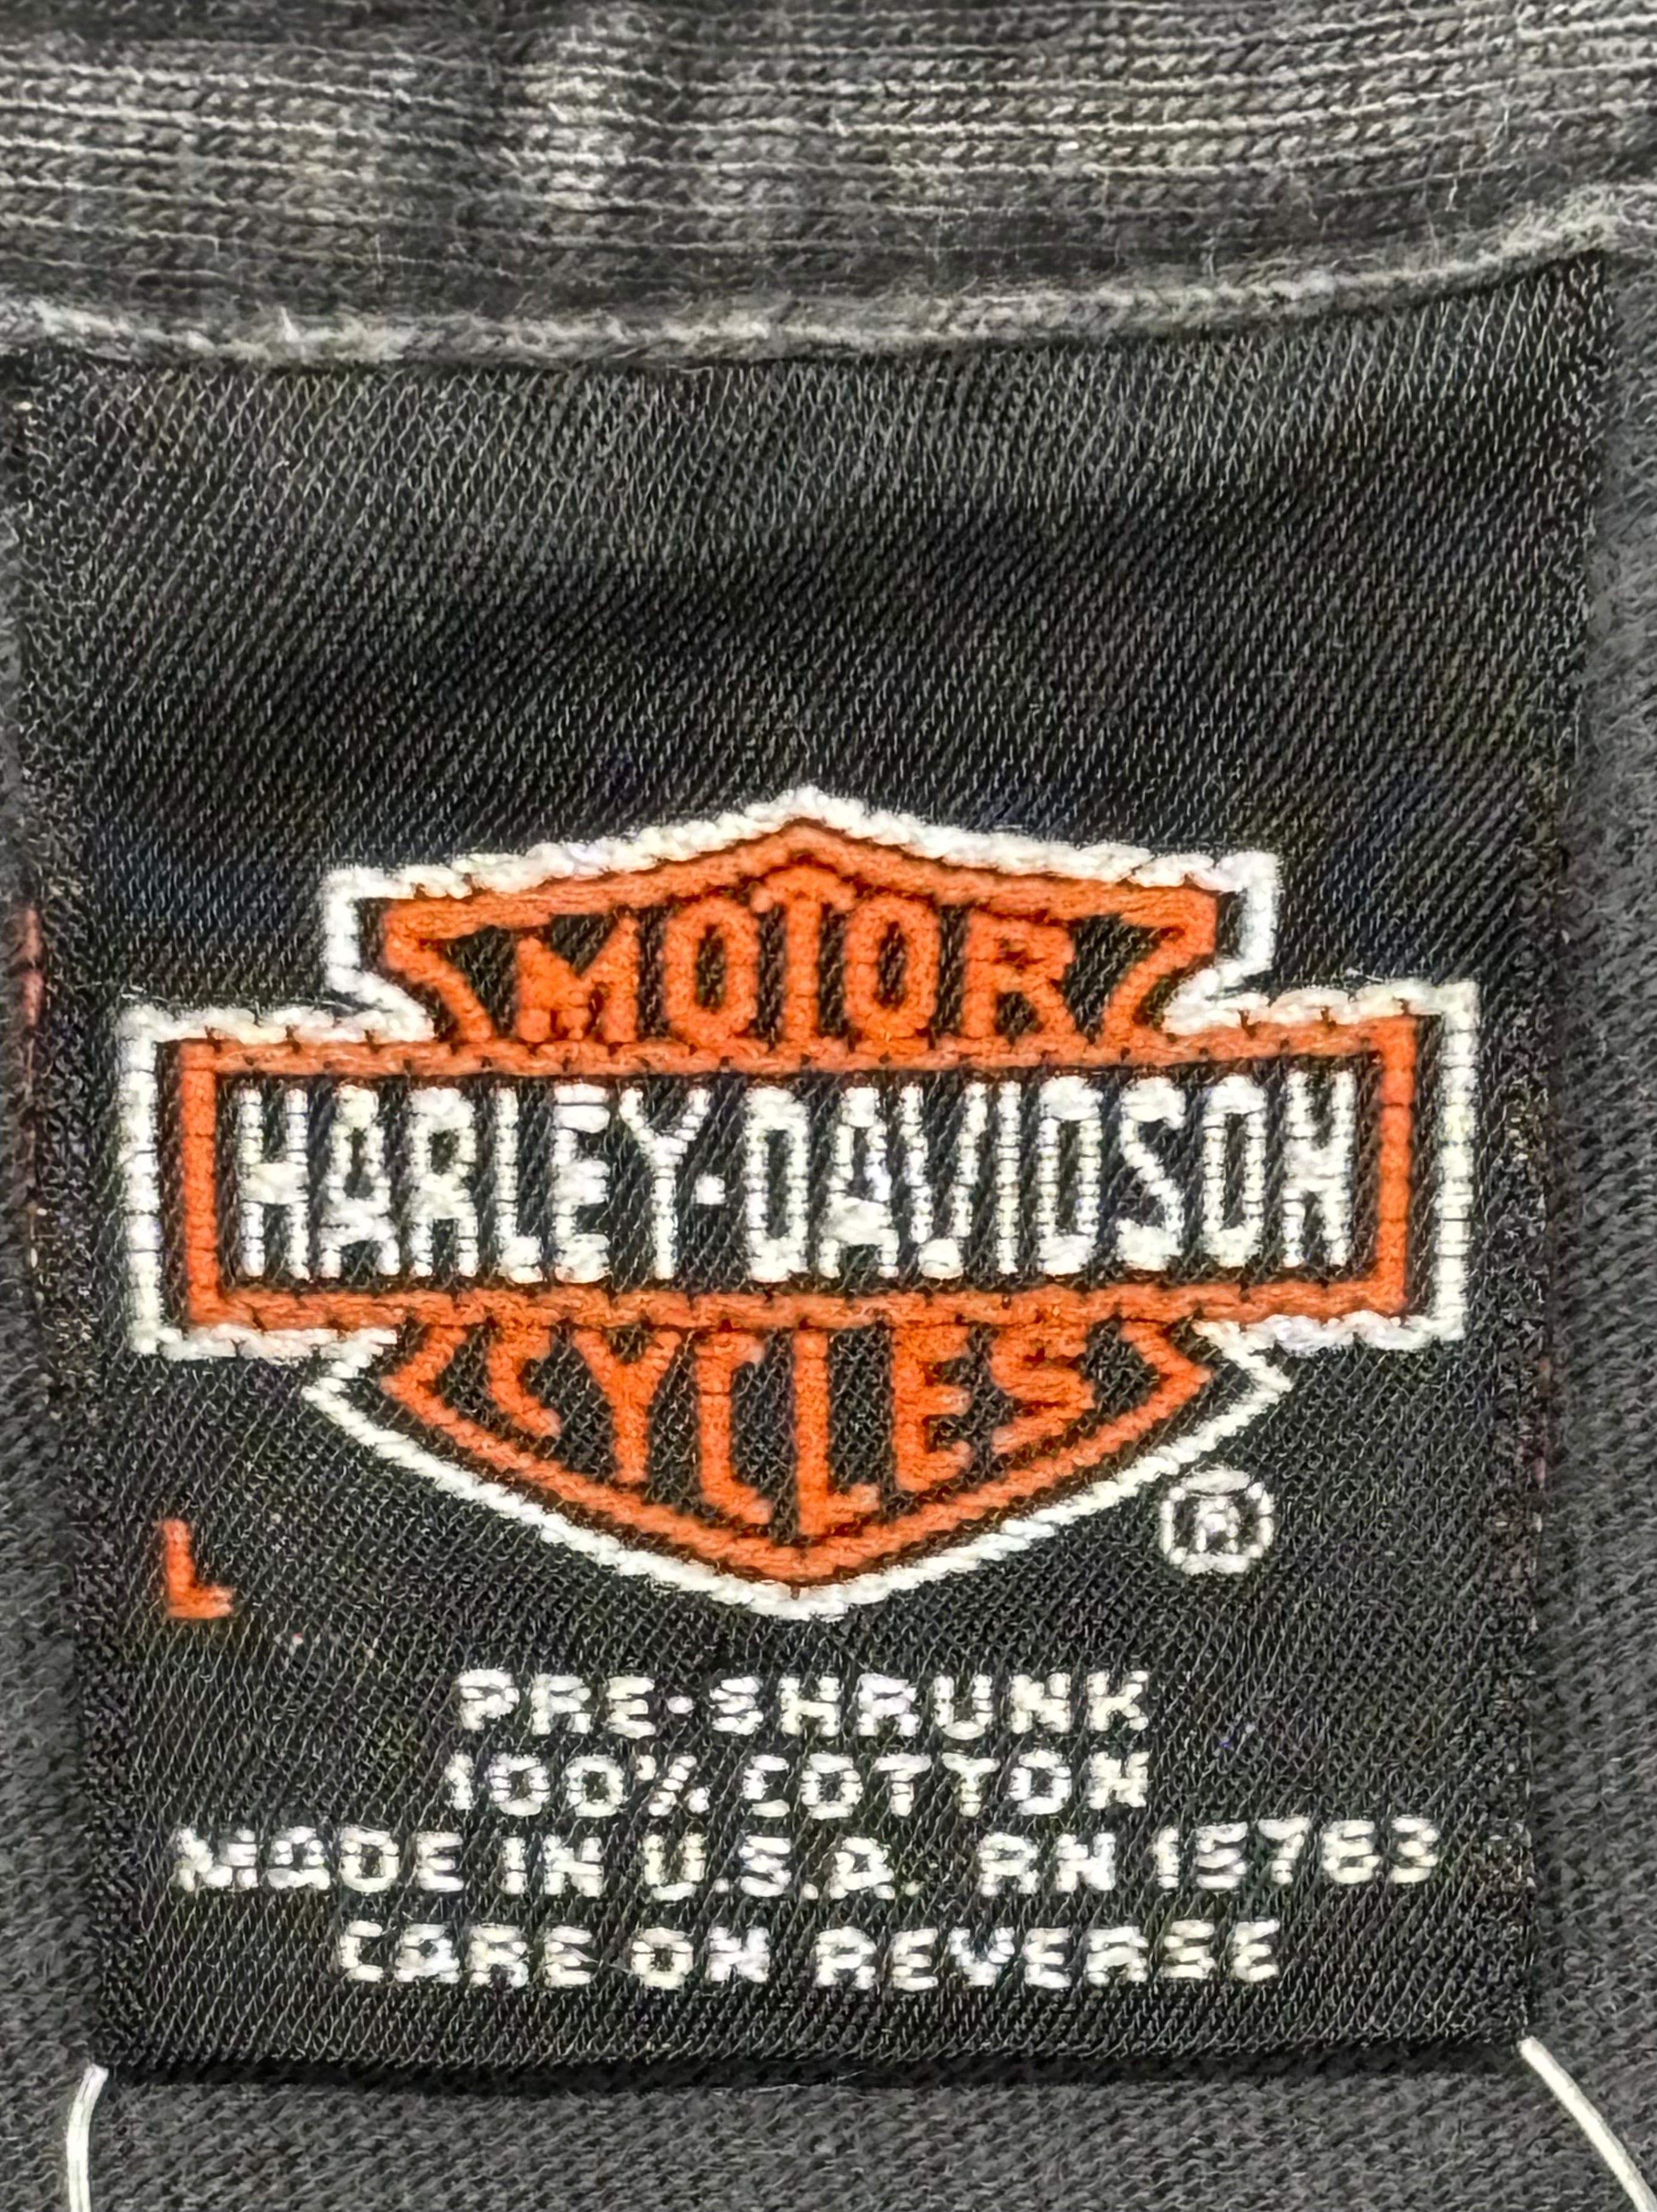 MOTOR
HARLEY-DAVIDSON
CYCLES
®
L
PRE-SHRUNK
100% COTTON
MADE IN U.S.A. RN 15763
CARE ON REVERSE